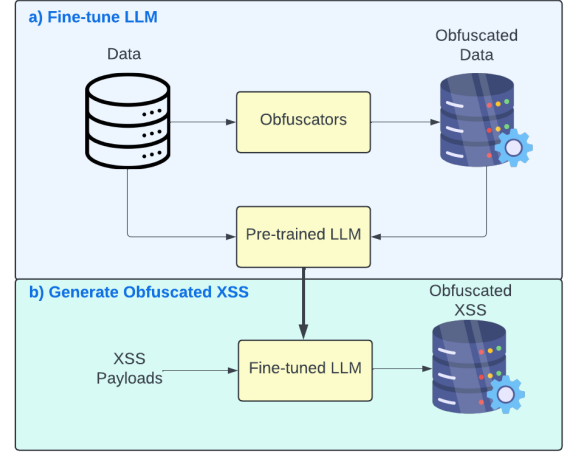 a) Fine-tune LLM
Data
Obfuscated
Data
Obfuscators
Pre-trained LLM
b) Generate Obfuscated XSS
Obfuscated
XSS
XSS
Payloads
Fine-tuned LLM